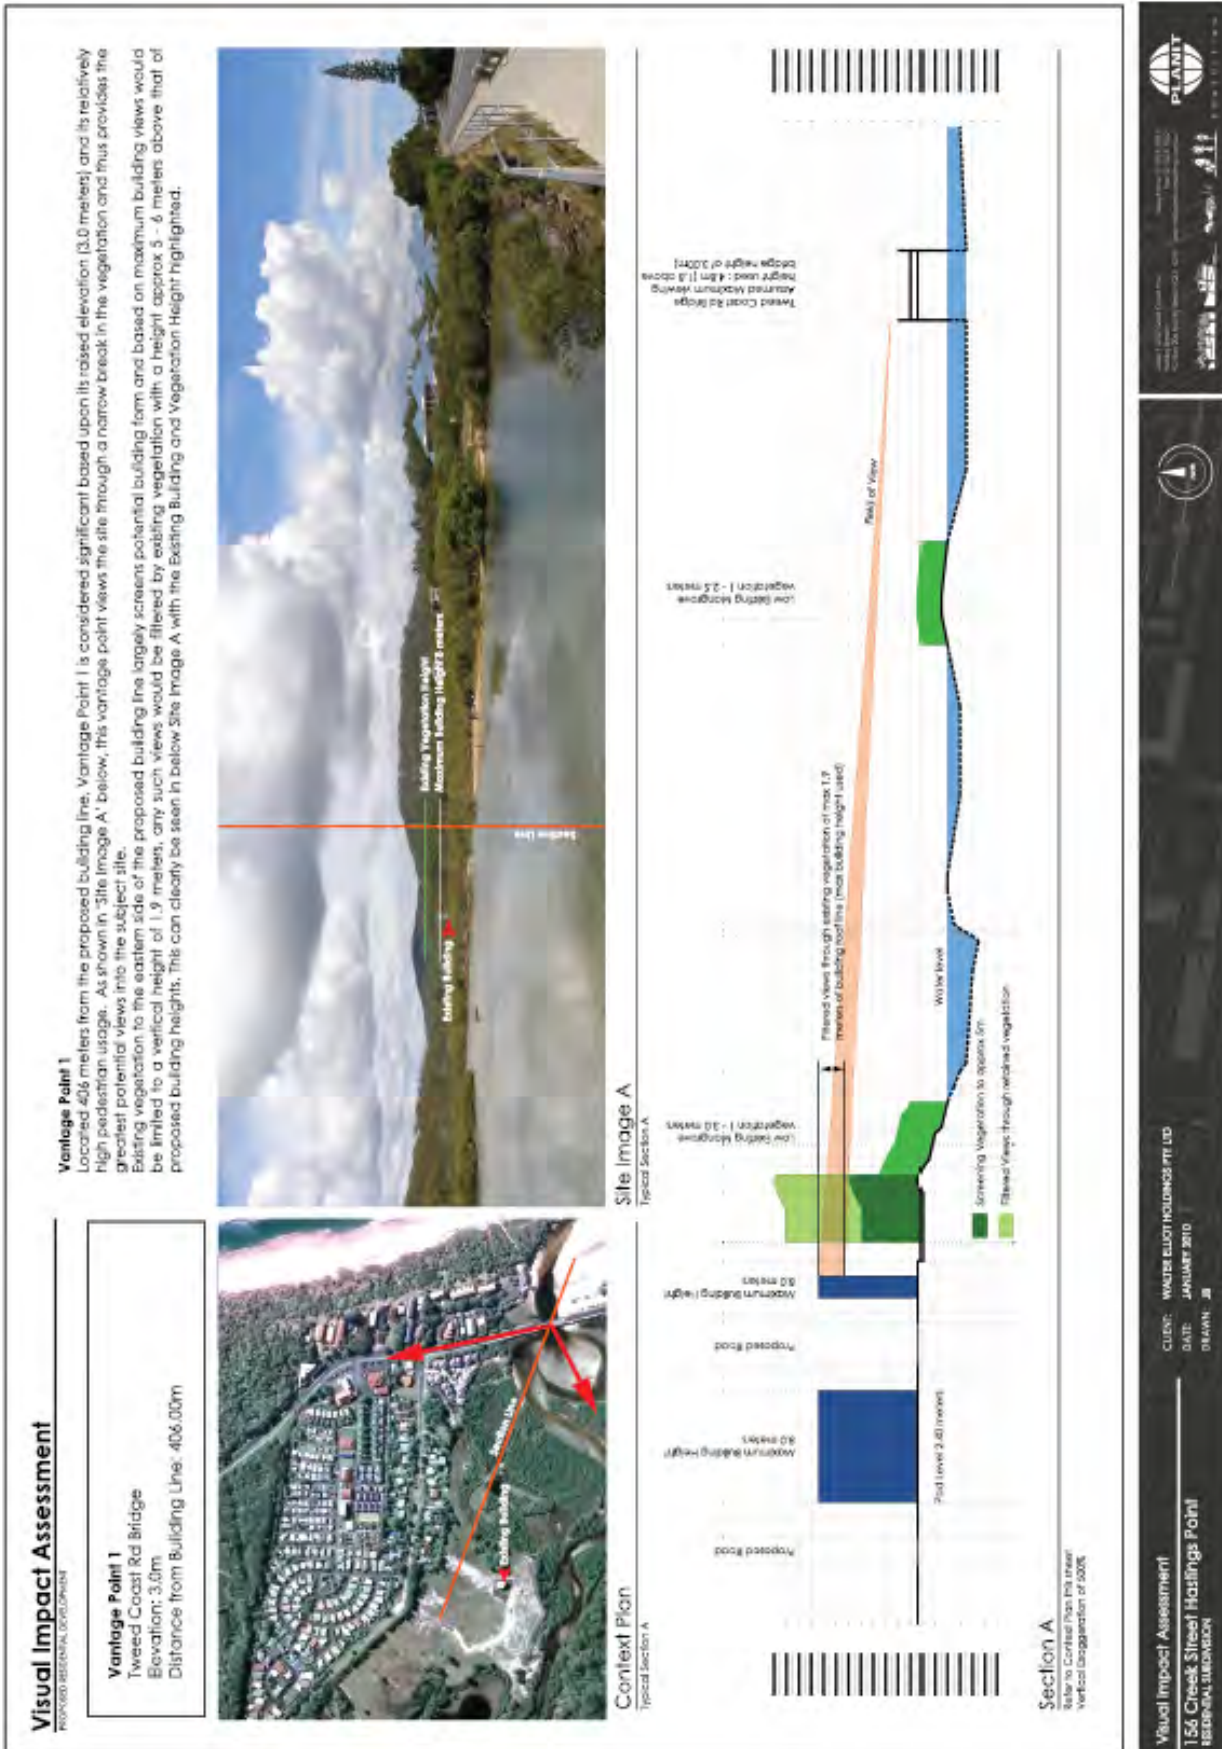 Visual Impact Assessment
PROPOSED RESIDENTIAL DEVELOPMENT
Vantage Point 1
Tweed Coast Rd Bridge
Elevation: 3.0m
Distance from Building Line: 406.00m
Vantage Point 1
Located 406 meters from the proposed building line, Vantage Point 1 is considered significant based upon its raised elevation (3.0 meters) and its relatively
high pedestrian usage. As shown in 'Site Image A' below, this vantage point views the site through a narrow break in the vegetation and thus provides the
greatest potential views into the subject site.
Existing vegetation to the eastern side of the proposed building line largely screens potential building form and based on maximum building views would
be limited to a vertical height of 1.9 meters, any such views would be filtered by existing vegetation with a height approx 5 - 6 meters above that of
proposed building heights. This can clearly be seen in below Site Image A with the Existing Building and Vegetation Height highlighted.
Existing Building
Section Line
Context Plan
Typical Section A
Existing Vegetation Height
Maximum Building Height 8 meters
Existing Building
Section Line
Site Image A
Typical Section A
Proposed Road
Maximum Building Height
8.0 meters
Proposed Road
Maximum Building Height
8.0 meters
Low Existing Mangrove
vegetation 1 - 3.0 meters
Low Existing Mangrove
vegetation 1 - 2.5 meters
Tweed Coast Rd Bridge
Assumed Maximum viewing
height used : 4.8m (1.8 above
bridge height of 3.00m)
Filtered views through existing vegetation of max 1.9
meters of building roof line (max building height used)
Field of View
Pad Level 2.40 meters
Water level
Screening Vegetation to approx 5m
Filtered Views through retained vegetation
Section A
Refer to Context Plan this sheet
Vertical Exaggeration of 500%
Visual Impact Assessment
156 Creek Street Hastings Point
RESIDENTIAL SUBDIVISION
CLIENT: WALTER ELLIOT HOLDINGS PTY LTD
DATE: JANUARY 2010
DRAWN: JB
PLANIT